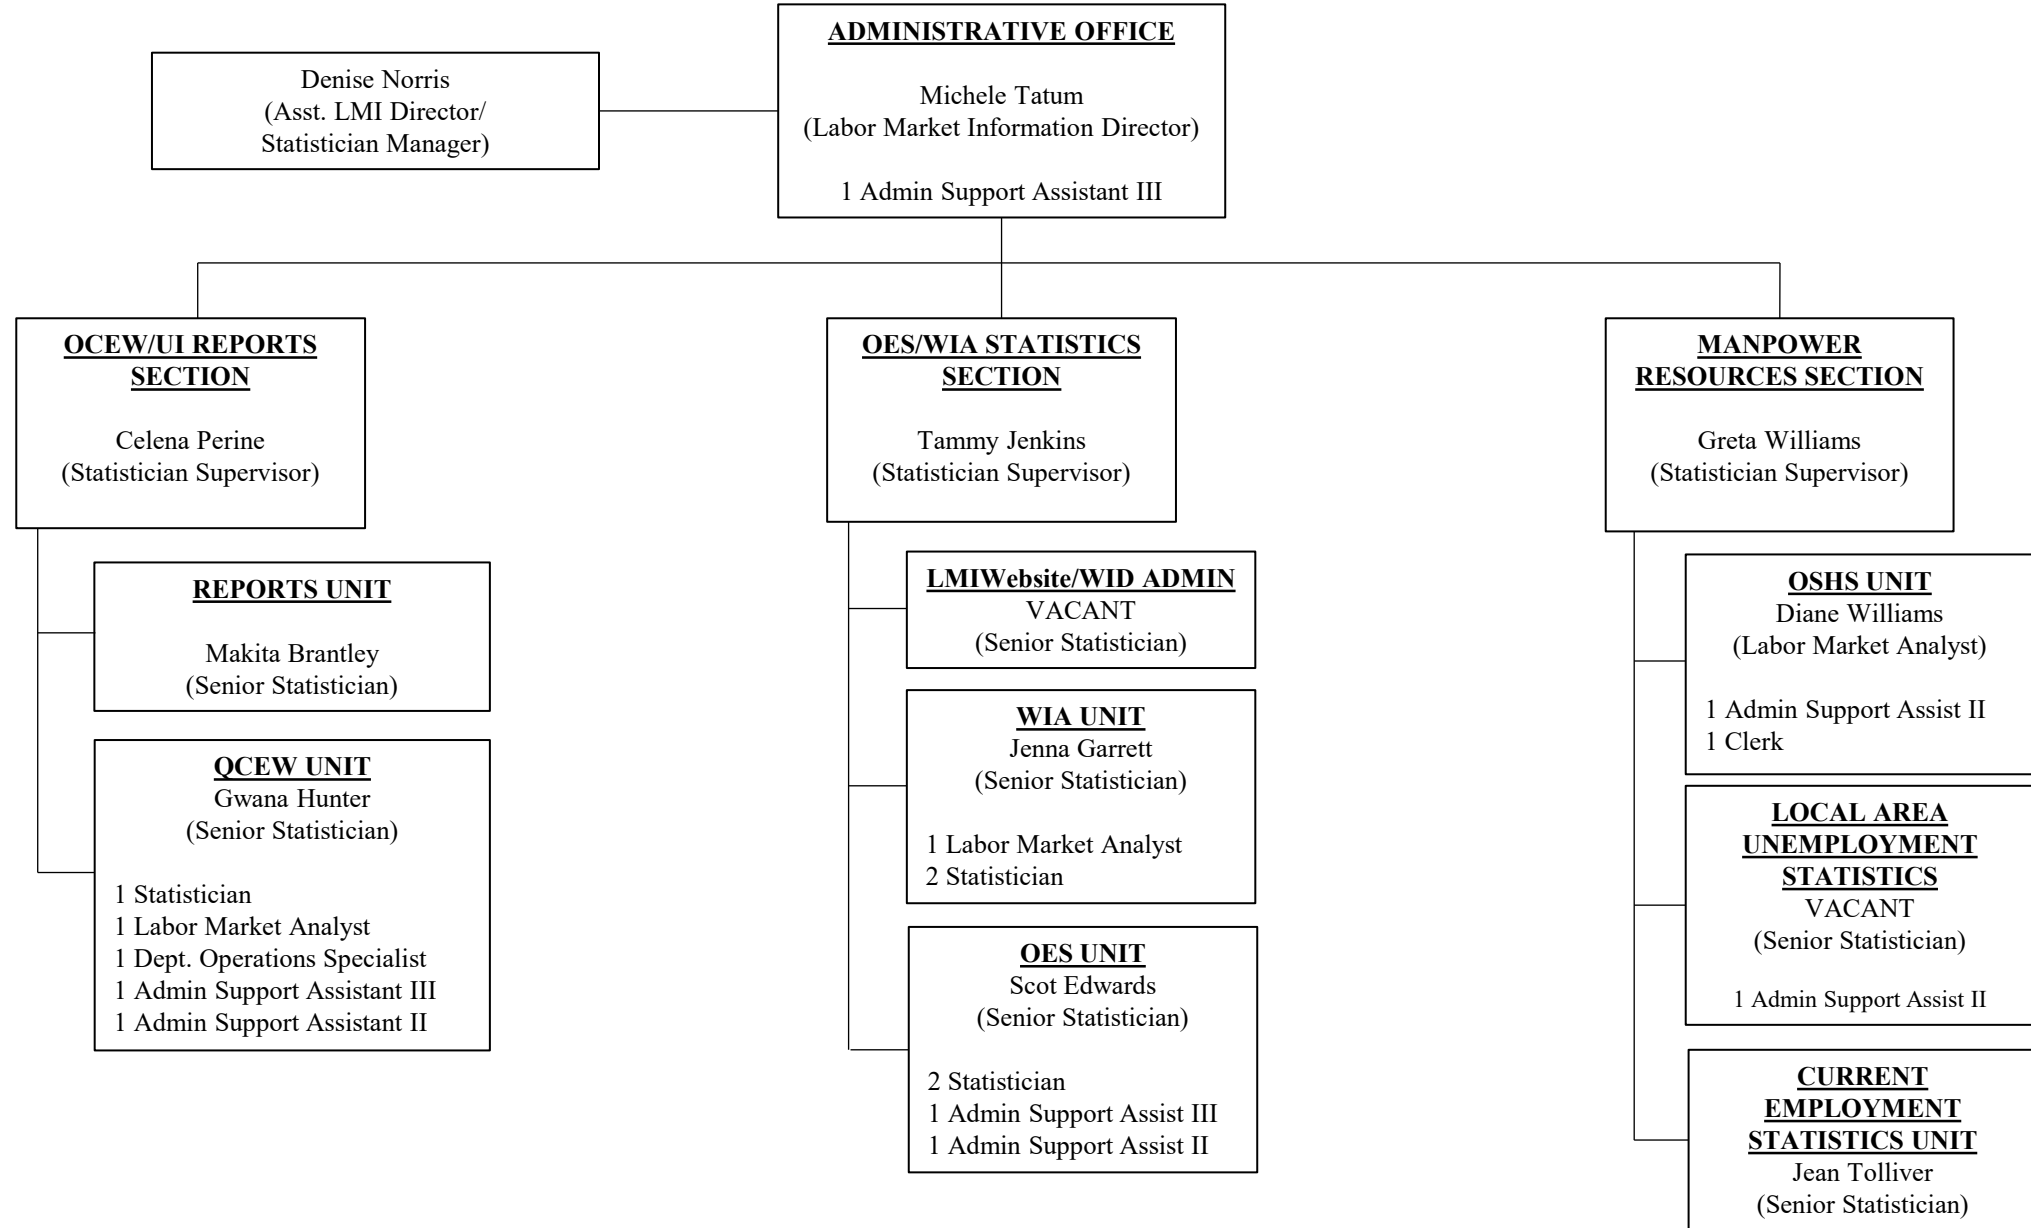 ADMINISTRATIVE OFFICE
Michele Tatum
(Labor Market Information Director)
1 Admin Support Assistant III
Denise Norris
(Asst. LMI Director/
Statistician Manager)
OCEW/UI REPORTS
SECTION
Celena Perine
(Statistician Supervisor)
REPORTS UNIT
Makita Brantley
(Senior Statistician)
QCEW UNIT
Gwana Hunter
(Senior Statistician)
1 Statistician
1 Labor Market Analyst
1 Dept. Operations Specialist
1 Admin Support Assistant III
1 Admin Support Assistant II
OES/WIA STATISTICS
SECTION
Tammy Jenkins
(Statistician Supervisor)
LMIWebsite/WID ADMIN
VACANT
(Senior Statistician)
WIA UNIT
Jenna Garrett
(Senior Statistician)
1 Labor Market Analyst
2 Statistician
OES UNIT
Scot Edwards
(Senior Statistician)
2 Statistician
1 Admin Support Assist III
1 Admin Support Assist II
MANPOWER
RESOURCES SECTION
Greta Williams
(Statistician Supervisor)
OSHS UNIT
Diane Williams
(Labor Market Analyst)
1 Admin Support Assist II
1 Clerk
LOCAL AREA
UNEMPLOYMENT
STATISTICS
VACANT
(Senior Statistician)
1 Admin Support Assist II
CURRENT
EMPLOYMENT
STATISTICS UNIT
Jean Tolliver
(Senior Statistician)